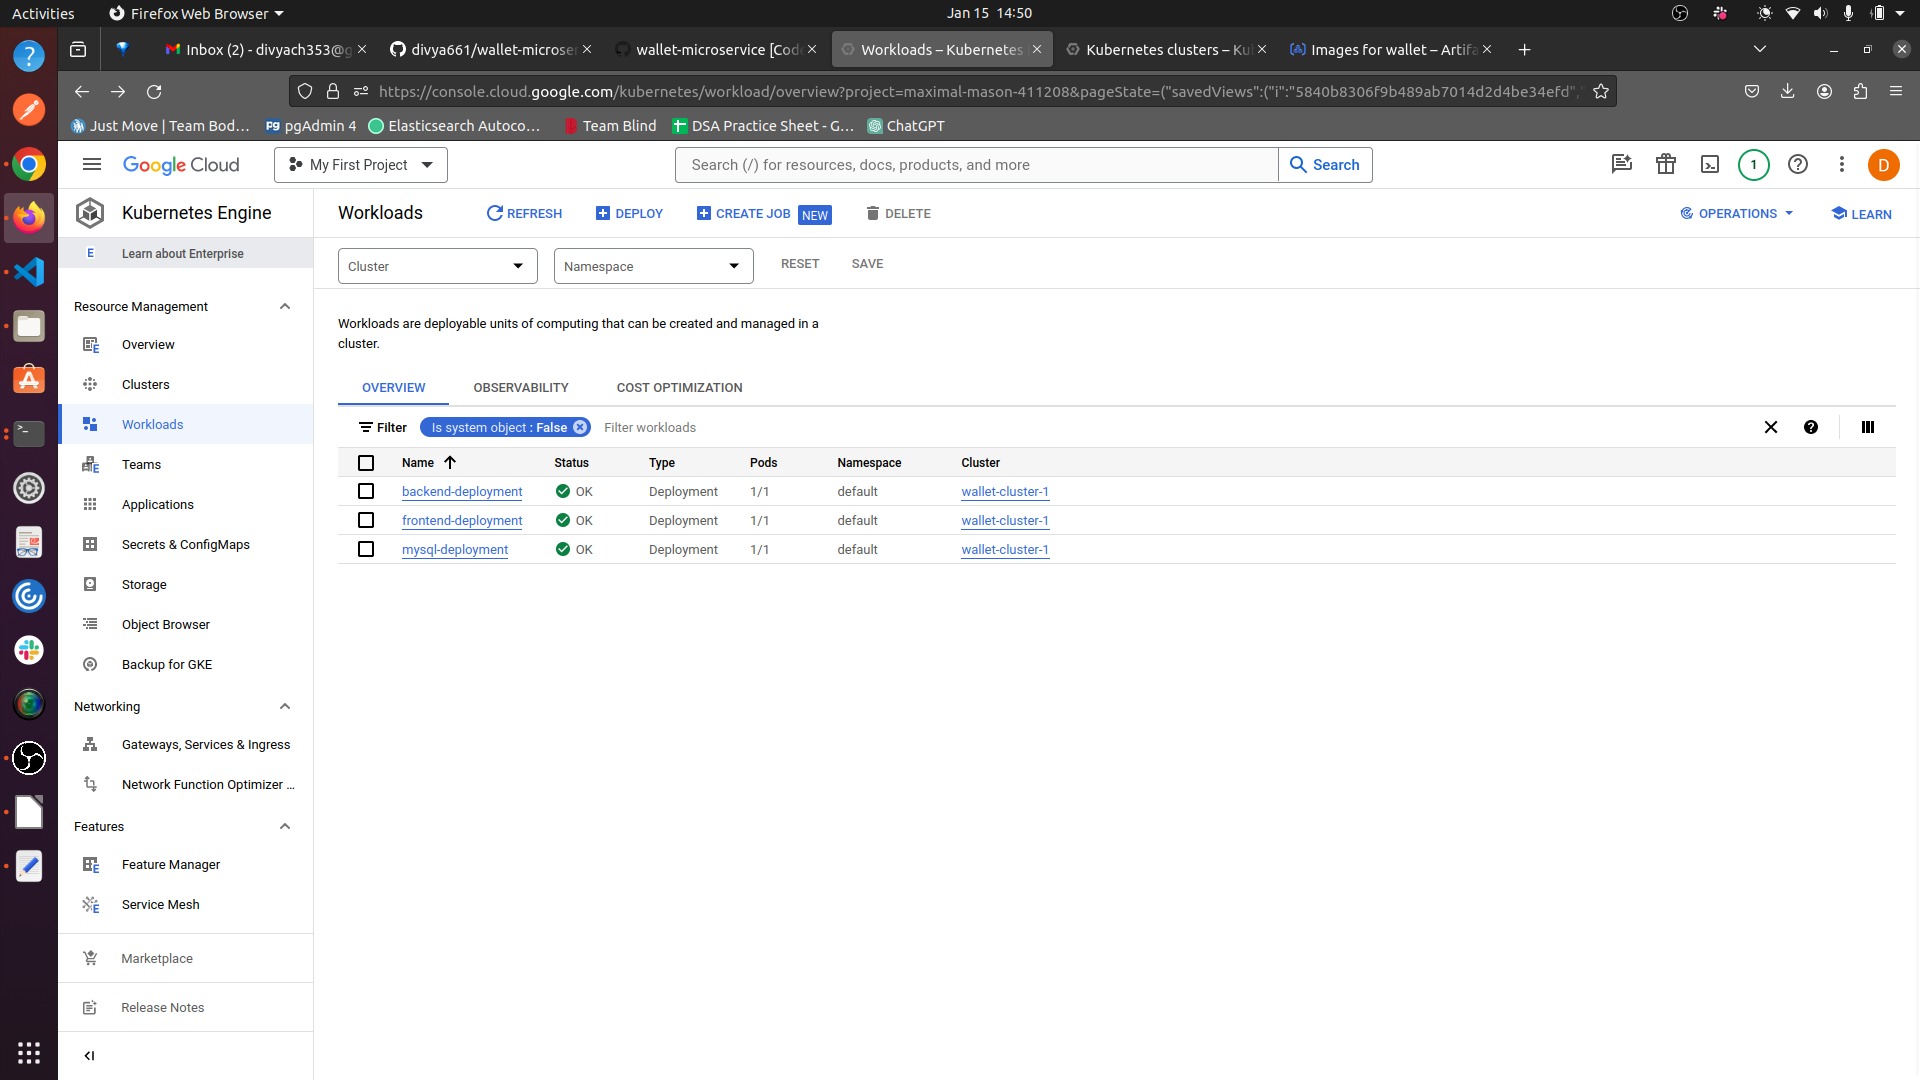 Activities
Firefox Web Browser
Jan 15 14:50
Inbox (2) - divyach353@g
divya661/wallet-microser
wallet-microservice [Code
Workloads – Kubernetes
Kubernetes clusters – Ku
Images for wallet – Artifa
https://console.cloud.google.com/kubernetes/workload/overview?project=maximal-mason-411208&pageState=("savedViews":("i":"5840b8306f9b489ab7014d2d4be34efd",
Just Move | Team Bod…
pgAdmin 4
Elasticsearch Autoco…
Team Blind
DSA Practice Sheet - G…
ChatGPT
Google Cloud
My First Project
Search (/) for resources, docs, products, and more
Search
1
D
Kubernetes Engine
Workloads
REFRESH
DEPLOY
CREATE JOB NEW
DELETE
OPERATIONS
LEARN
E Learn about Enterprise
Cluster
Namespace
RESET
SAVE
Resource Management
Overview
Clusters
Workloads
Teams
Applications
Secrets & ConfigMaps
Storage
Object Browser
Backup for GKE
Networking
Gateways, Services & Ingress
Network Function Optimizer …
Features
Feature Manager
Service Mesh
Marketplace
Release Notes
Workloads are deployable units of computing that can be created and managed in a
cluster.
OVERVIEW
OBSERVABILITY
COST OPTIMIZATION
Filter
Is system object : False
Filter workloads
Name Status Type Pods Namespace Cluster
backend-deployment OK Deployment 1/1 default wallet-cluster-1
frontend-deployment OK Deployment 1/1 default wallet-cluster-1
mysql-deployment OK Deployment 1/1 default wallet-cluster-1